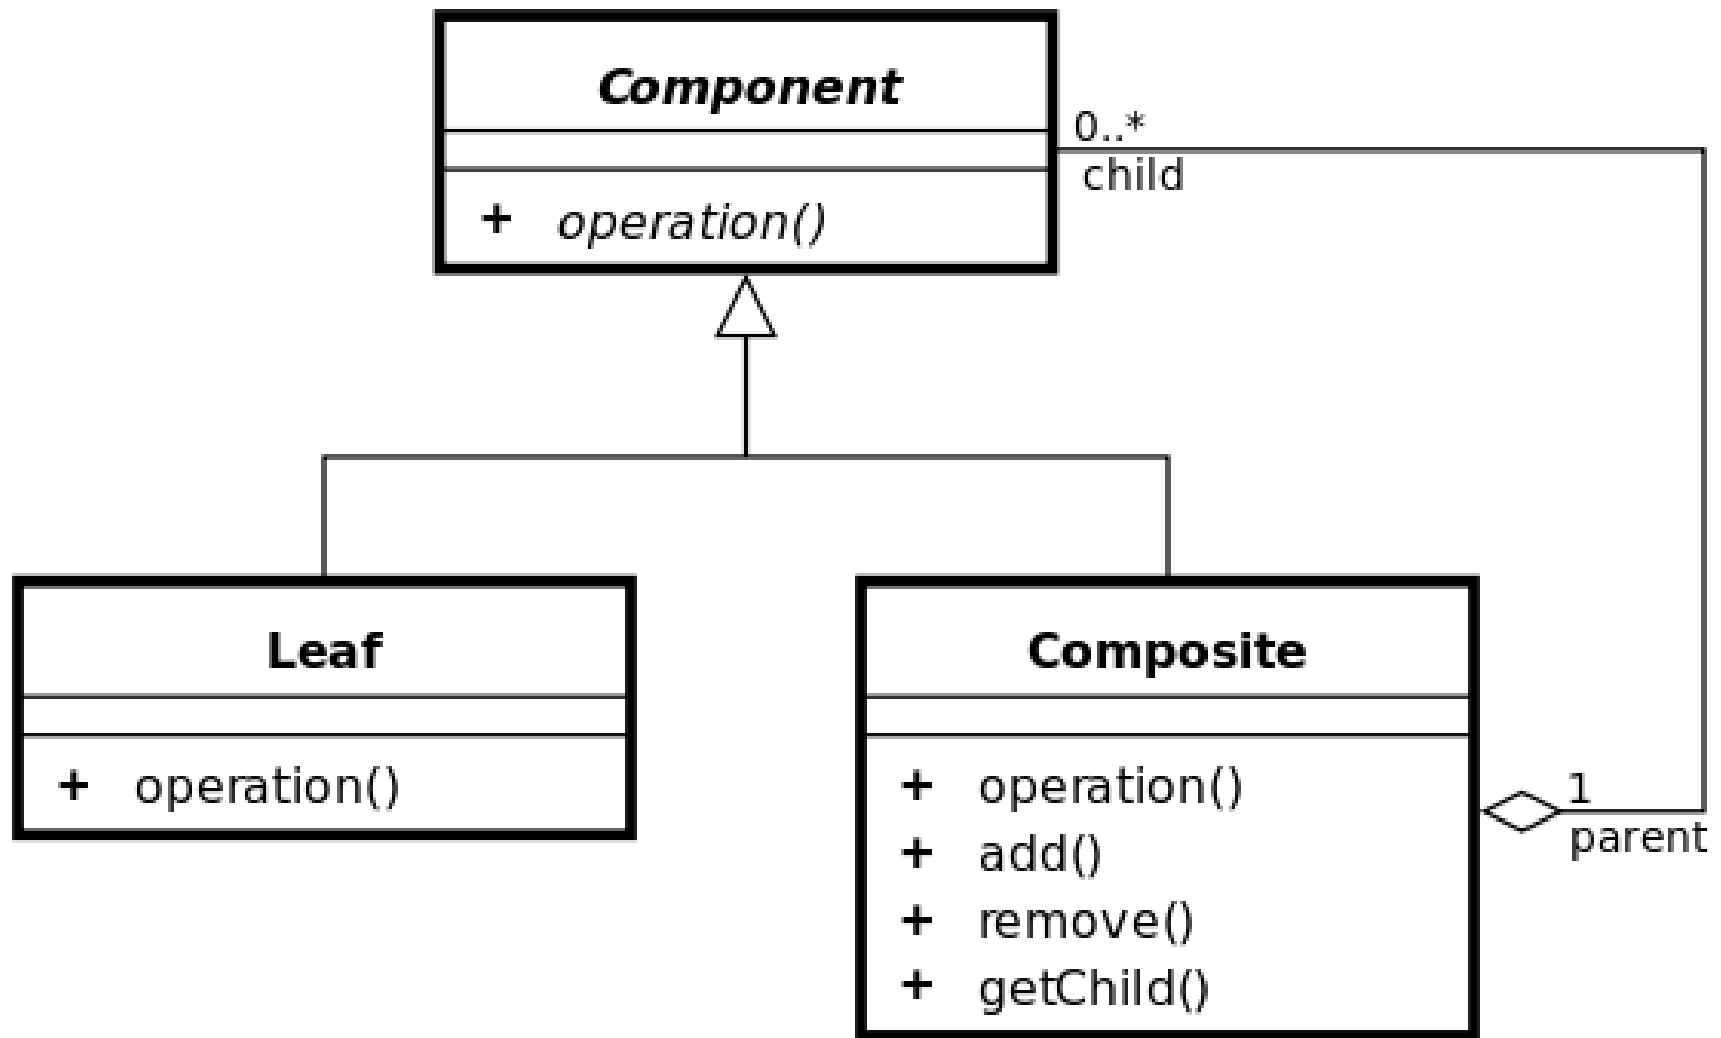 Component
0..*
child
+ operation()
Leaf
+ operation()
Composite
+ operation()
+ add()
+ remove()
+ getChild()
1
parent